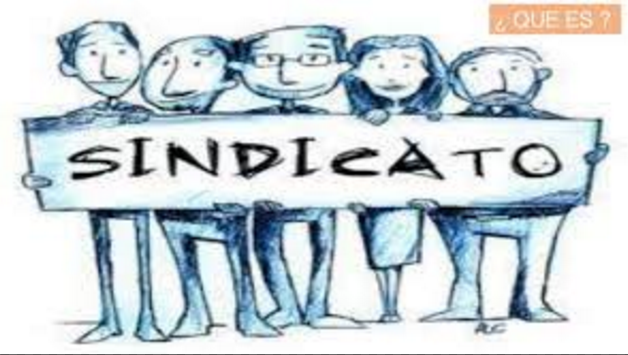 ¿ QUE ES ?
SINDICATO